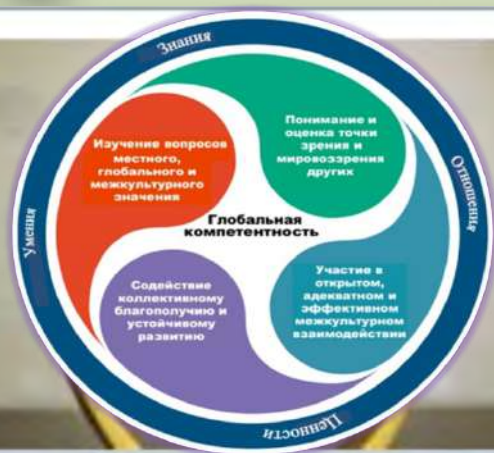 Знания
Понимание и
оценка точки
зрения и
мировоззрения
других
Изучение вопросов
местного,
глобального и
межкультурного
значения
Отношения
Умения
Глобальная
компетентность
Содействие
коллективному
благополучию и
устойчивому
развитию
Участие в
открытом,
адекватном и
эффективном
межкультурном
взаимодействии
Ценности